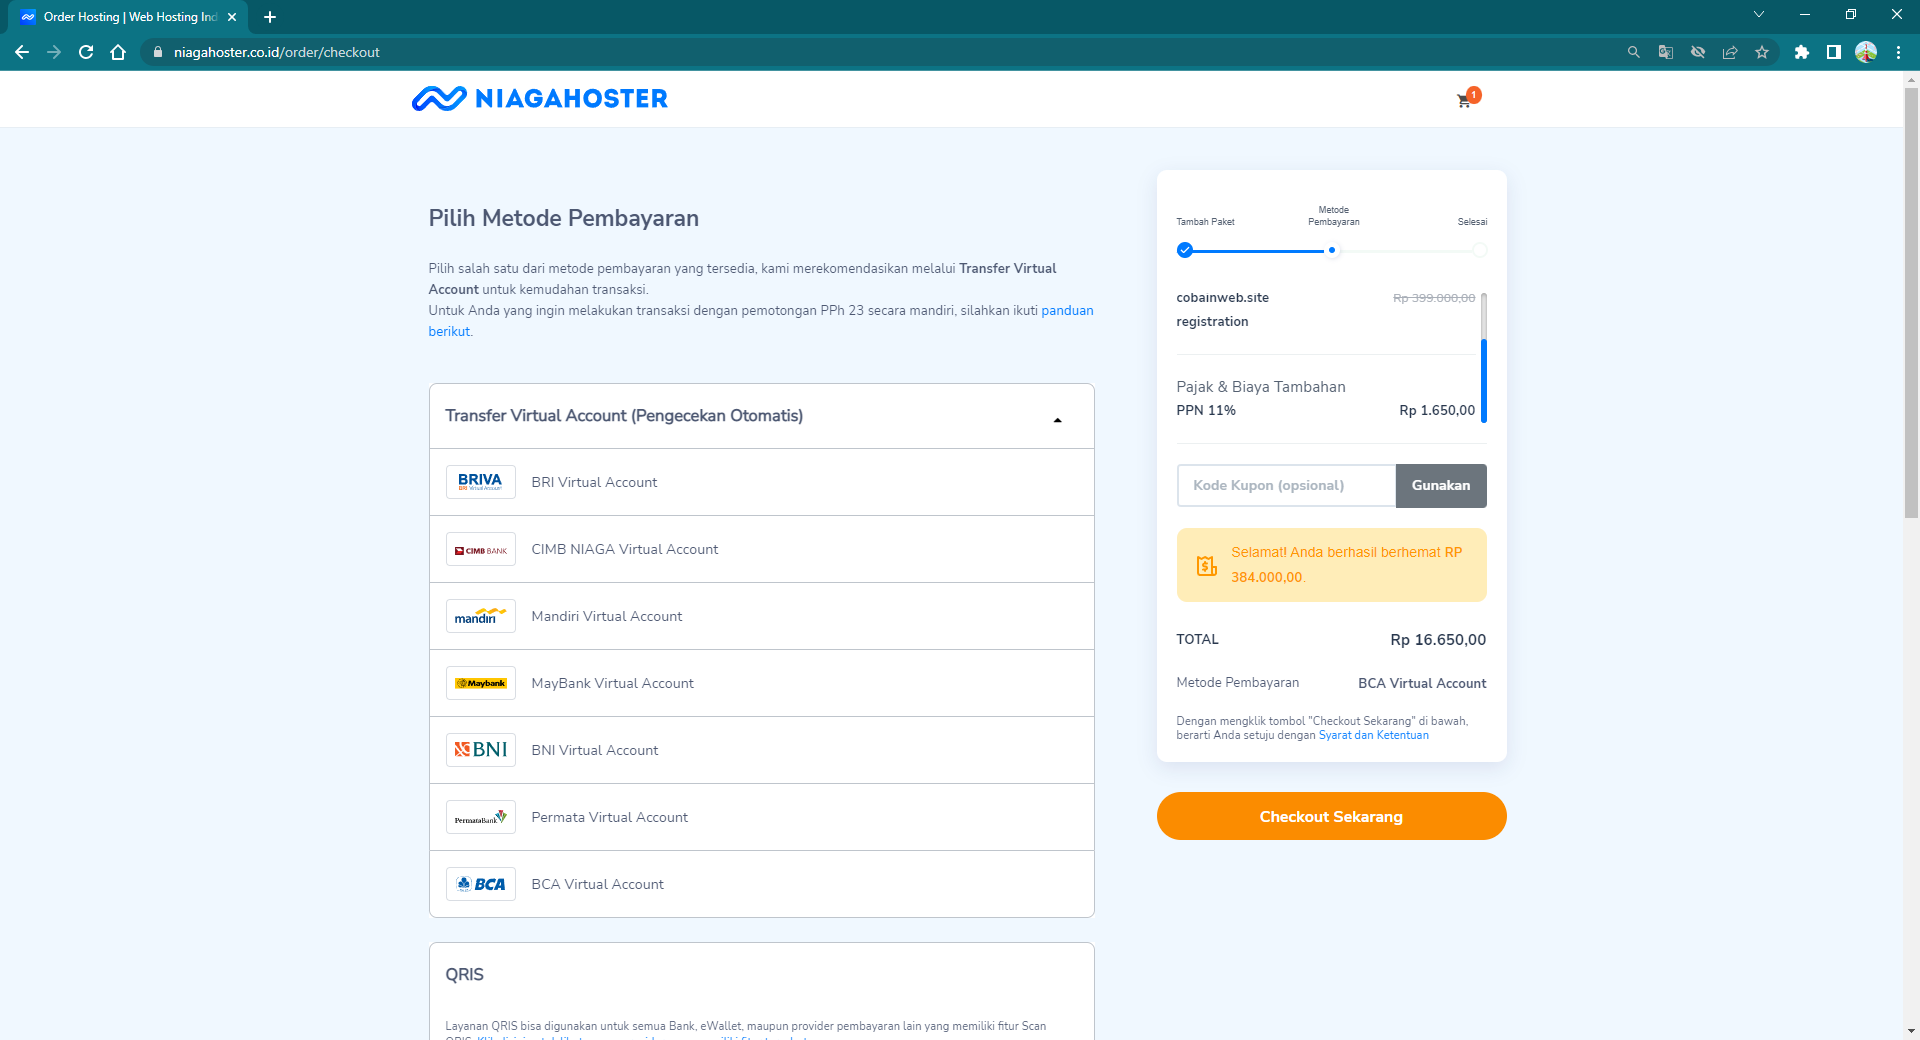 Order Hosting | Web Hosting Ind
niagahoster.co.id/order/checkout
NIAGAHOSTER
1
Pilih Metode Pembayaran
Pilih salah satu dari metode pembayaran yang tersedia, kami merekomendasikan melalui Transfer Virtual
Account untuk kemudahan transaksi.
Untuk Anda yang ingin melakukan transaksi dengan pemotongan PPh 23 secara mandiri, silahkan ikuti panduan
berikut.
Transfer Virtual Account (Pengecekan Otomatis)
BRIVA
BRI Virtual Account
BRI Virtual Account
CIMB BANK
CIMB NIAGA Virtual Account
mandiri
Mandiri Virtual Account
Maybank
MayBank Virtual Account
BNI
BNI Virtual Account
PermataBank
Permata Virtual Account
BCA
BCA Virtual Account
QRIS
Layanan QRIS bisa digunakan untuk semua Bank, eWallet, maupun provider pembayaran lain yang memiliki fitur Scan
Tambah Paket
Metode
Pembayaran
Selesai
cobainweb.site
registration
Rp 399.000,00
Pajak & Biaya Tambahan
PPN 11%
Rp 1.650,00
Kode Kupon (opsional)
Gunakan
Selamat! Anda berhasil berhemat RP
384.000,00.
TOTAL
Rp 16.650,00
Metode Pembayaran
BCA Virtual Account
Dengan mengklik tombol "Checkout Sekarang" di bawah,
berarti Anda setuju dengan Syarat dan Ketentuan
Checkout Sekarang